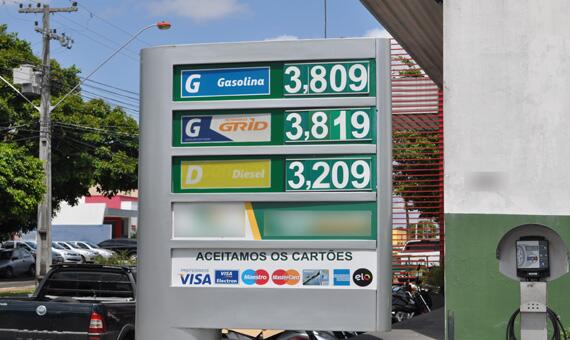 G Gasolina 3,809
G GRID 3,819
D Diesel 3,209
ACEITAMOS OS CARTÕES
VISA VISA Electron Maestro MasterCard elo